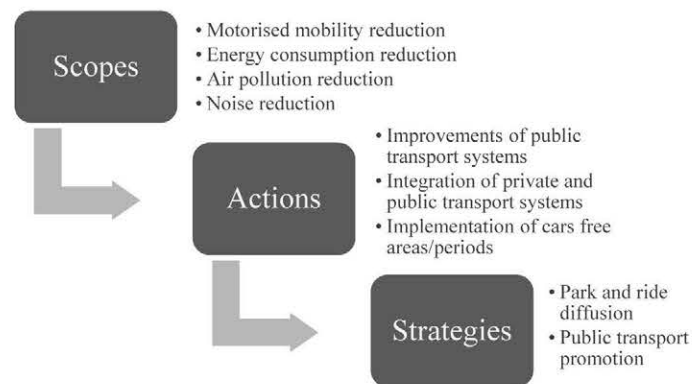 Scopes
• Motorised mobility reduction
• Energy consumption reduction
• Air pollution reduction
• Noise reduction
Actions
• Improvements of public
transport systems
• Integration of private and
public transport systems
• Implementation of cars free
areas/periods
Strategies
• Park and ride
diffusion
• Public transport
promotion